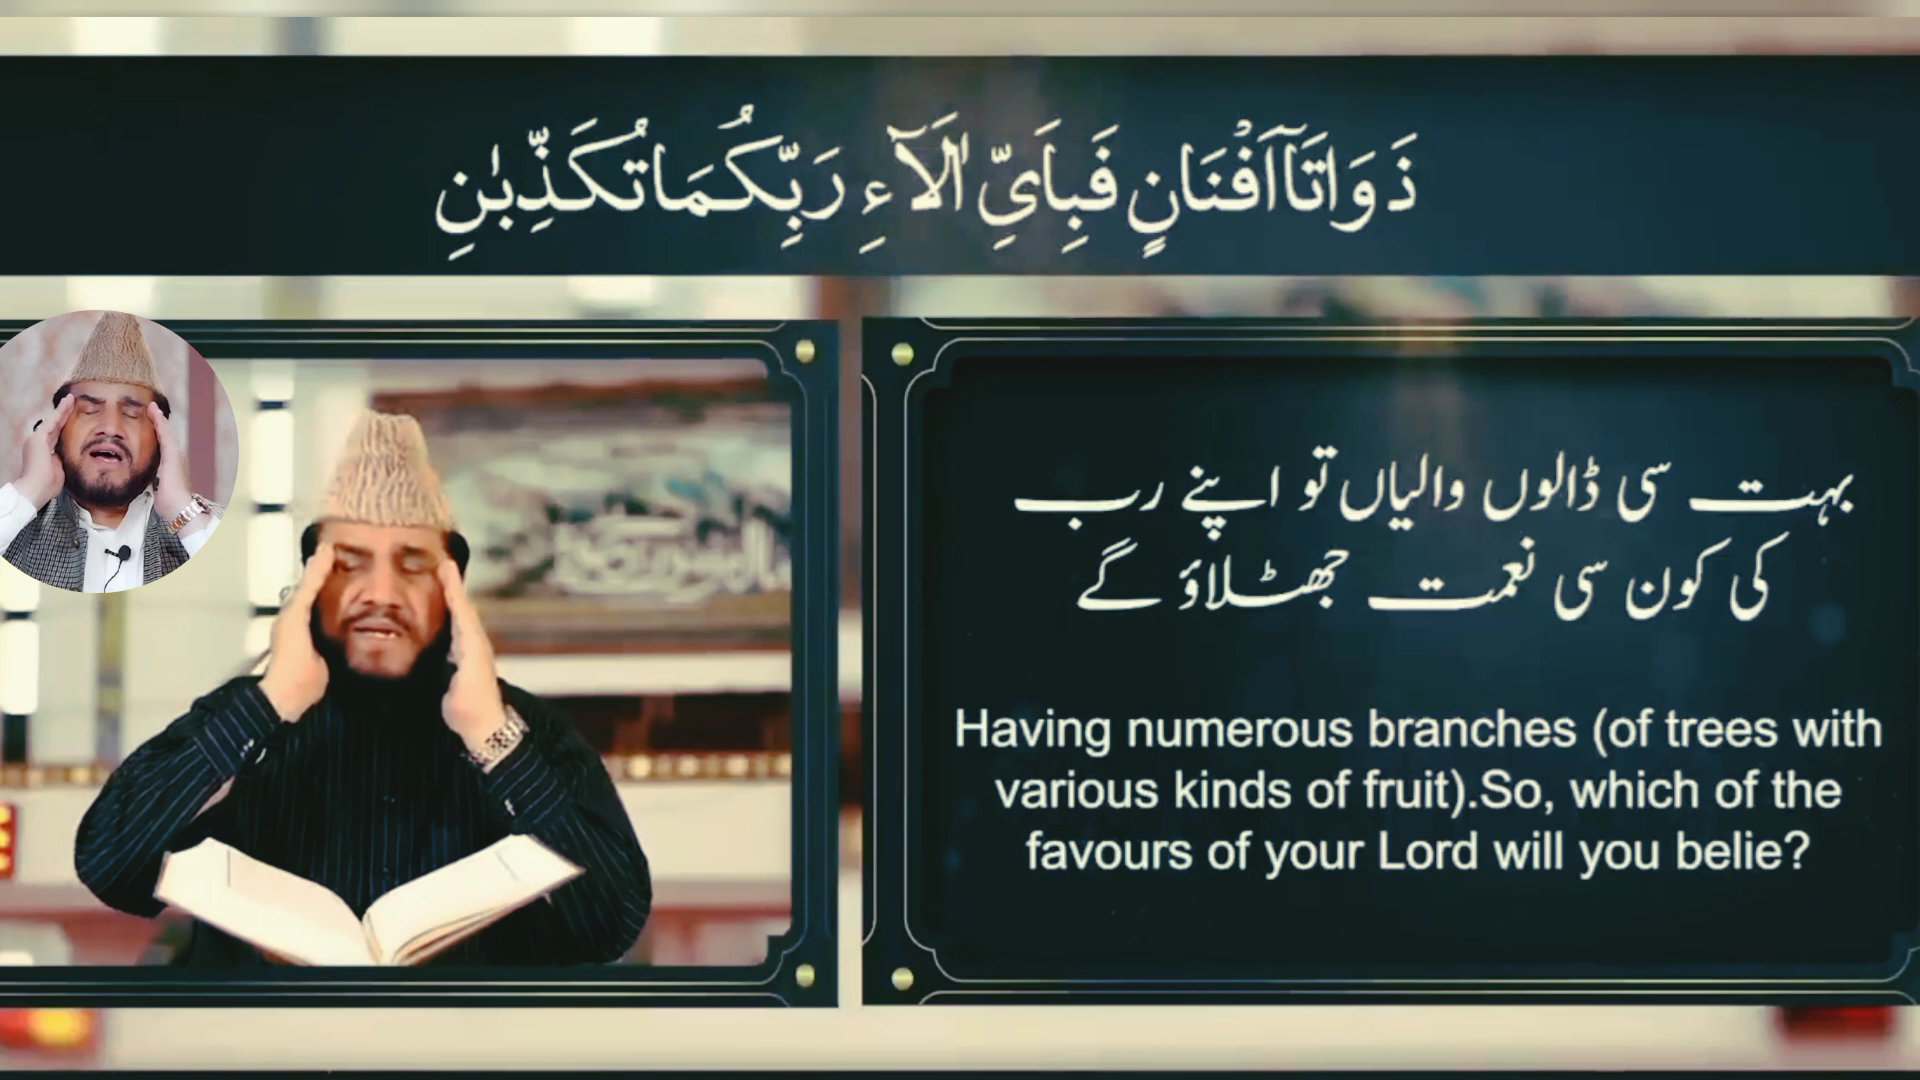 ذَوَاتَاۤ اَفْنَانٍ فَبِاَیِّ اٰلَآءِ رَبِّكُمَا تُكَذِّبٰنِ
بہت سی ڈالوں والیاں تو اپنے رب
کی کون سی نعمت جھٹلاؤ گے
Having numerous branches (of trees with
various kinds of fruit).So, which of the
favours of your Lord will you belie?